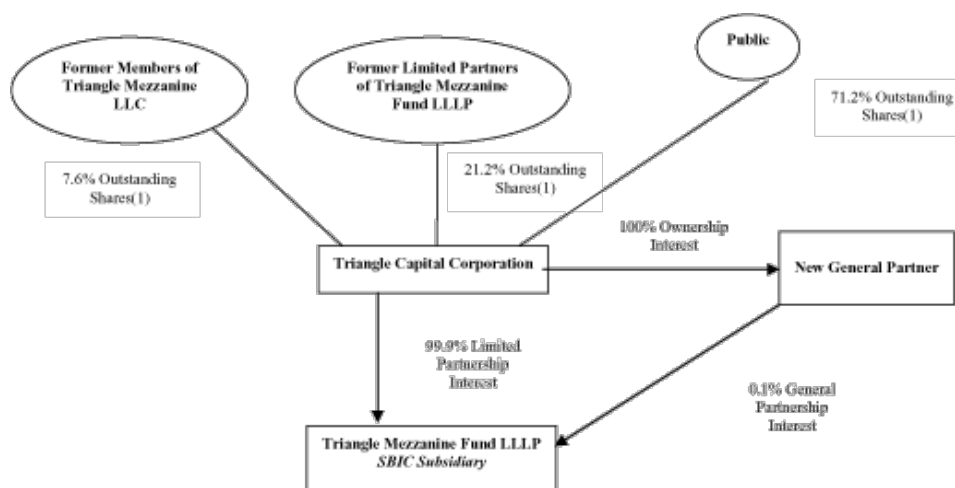 Former Members of
Triangle Mezzanine
LLC
Former Limited Partners
of Triangle Mezzanine
Fund LLLP
Public
7.6% Outstanding
Shares(1)
21.2% Outstanding
Shares(1)
71.2% Outstanding
Shares(1)
Triangle Capital Corporation
100% Ownership
Interest
New General Partner
99.9% Limited
Partnership
Interest
0.1% General
Partnership
Interest
Triangle Mezzanine Fund LLLP
SBIC Subsidiary